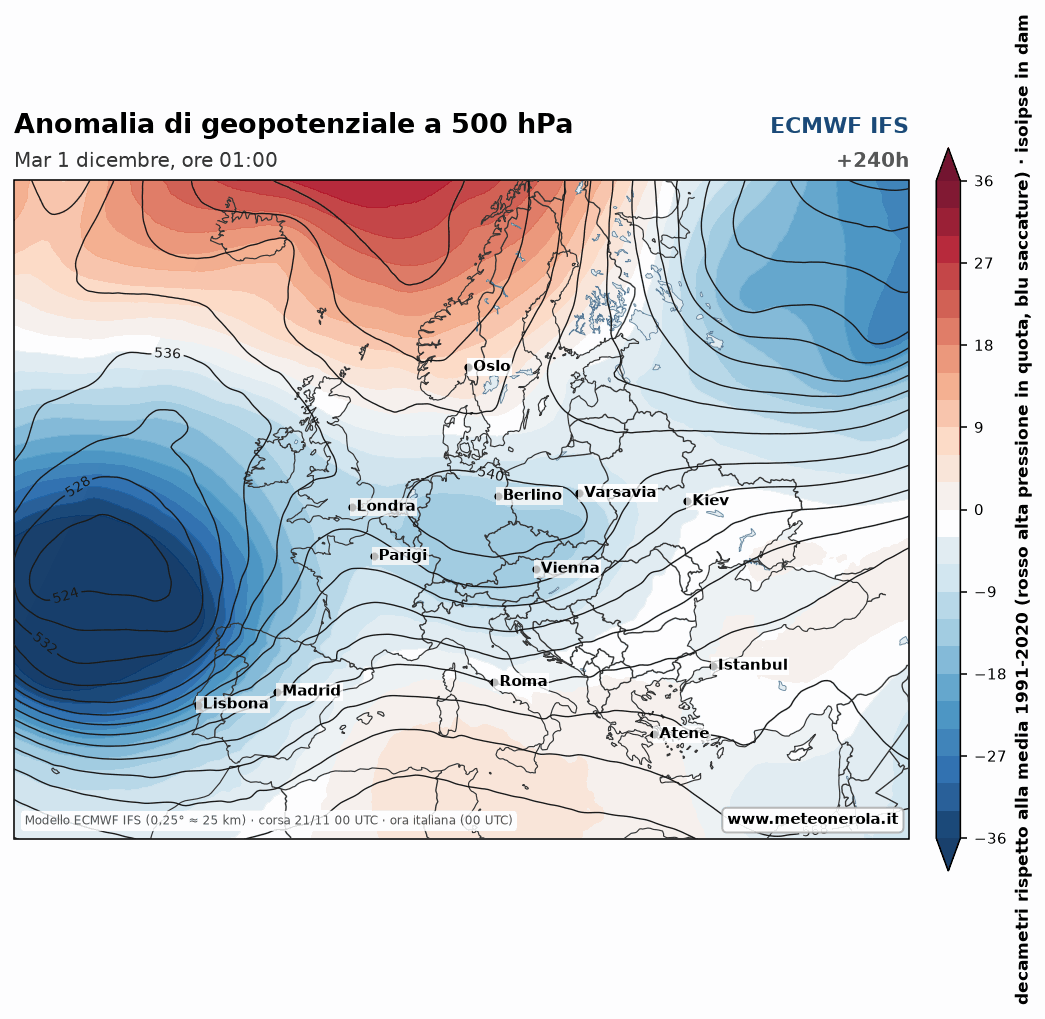 Anomalia di geopotenziale a 500 hPa
ECMWF IFS
Mar 1 dicembre, ore 01:00
+240h
536
Oslo
540
528
Berlino
Varsavia
Kiev
Londra
Parigi
Vienna
524
532
Istanbul
Roma
Madrid
Lisbona
Atene
Modello ECMWF IFS (0,25° ≈ 25 km) · corsa 21/11 00 UTC · ora italiana (00 UTC)
www.meteonerola.it
36
27
18
9
0
−9
−18
−27
−36
decametri rispetto alla media 1991-2020 (rosso alta pressione in quota, blu saccature) · isoipse in dam